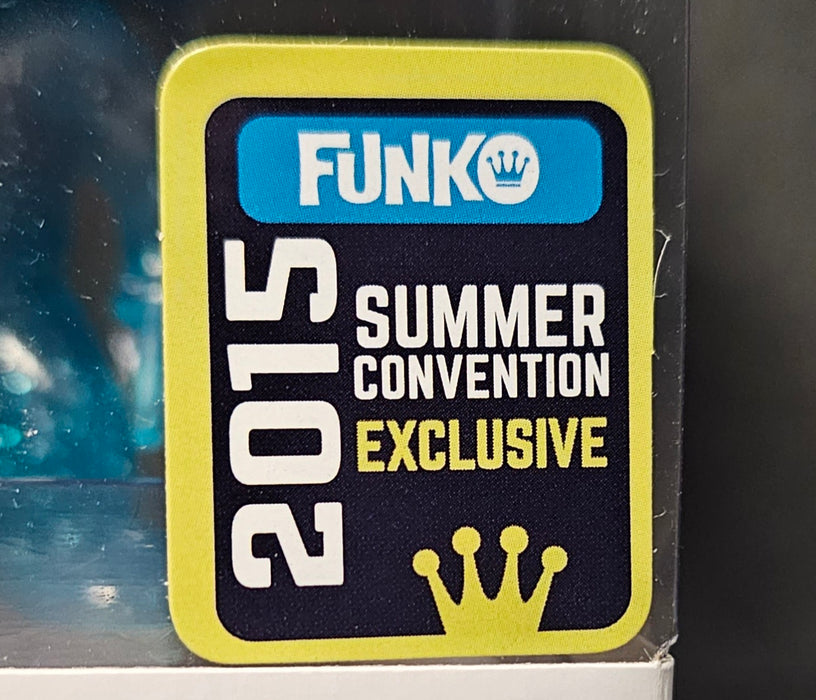 FUNKO
2015
SUMMER
CONVENTION
EXCLUSIVE